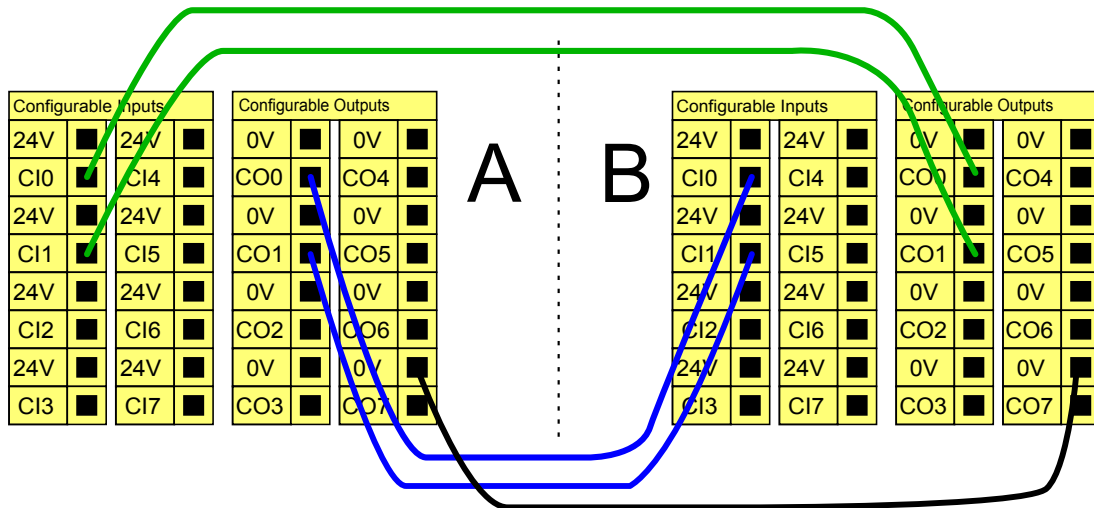 Configurable Inputs
24V 24V
CI0 CI4
24V 24V
CI1 CI5
24V 24V
CI2 CI6
24V 24V
CI3 CI7
Configurable Outputs
0V 0V
CO0 CO4
0V 0V
CO1 CO5
0V 0V
CO2 CO6
0V 0V
CO3 CO7
A
B
Configurable Inputs
24V 24V
CI0 CI4
24V 24V
CI1 CI5
24V 24V
CI2 CI6
24V 24V
CI3 CI7
Configurable Outputs
0V 0V
CO0 CO4
0V 0V
CO1 CO5
0V 0V
CO2 CO6
0V 0V
CO3 CO7